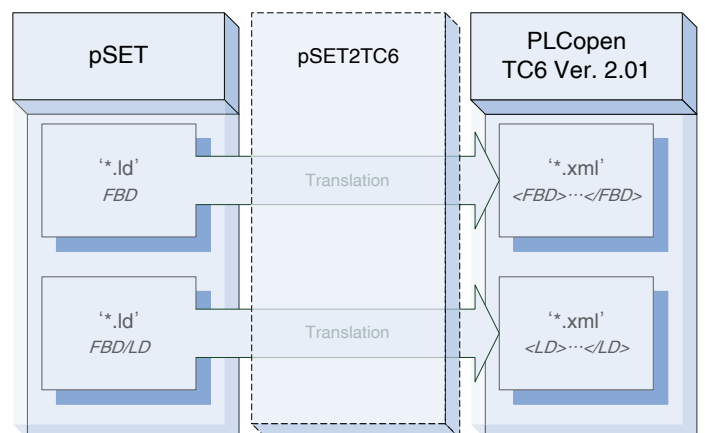 pSET
pSET2TC6
PLCopen
TC6 Ver. 2.01
‘*.ld’
FBD
Translation
‘*.xml’
<FBD>⋯</FBD>
‘*.ld’
FBD/LD
Translation
‘*.xml’
<LD>⋯</LD>